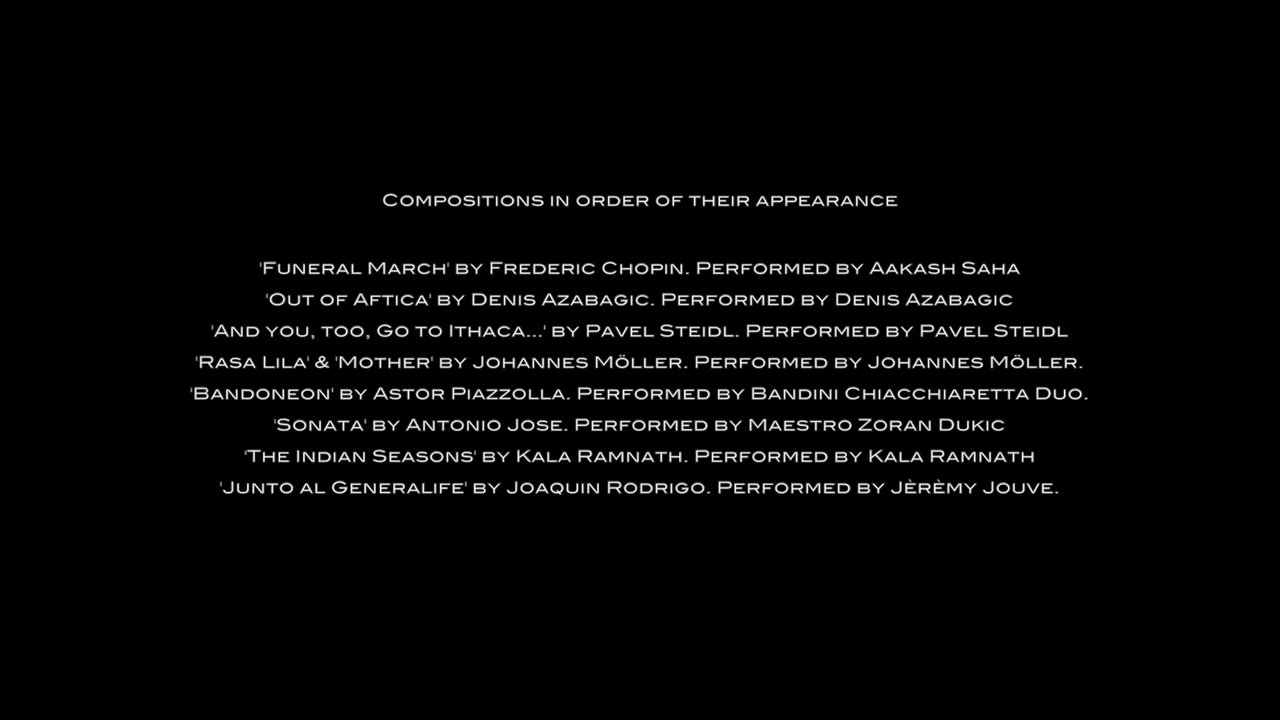 Compositions in order of their appearance
'Funeral March' by Frederic Chopin. Performed by Aakash Saha
'Out of Aftica' by Denis Azabagic. Performed by Denis Azabagic
'And you, too, Go to Ithaca...' by Pavel Steidl. Performed by Pavel Steidl
'Rasa Lila' & 'Mother' by Johannes Möller. Performed by Johannes Möller.
'Bandoneon' by Astor Piazzolla. Performed by Bandini Chiacchiaretta Duo.
'Sonata' by Antonio Jose. Performed by Maestro Zoran Dukic
'The Indian Seasons' by Kala Ramnath. Performed by Kala Ramnath
'Junto al Generalife' by Joaquin Rodrigo. Performed by Jèrèmy Jouve.